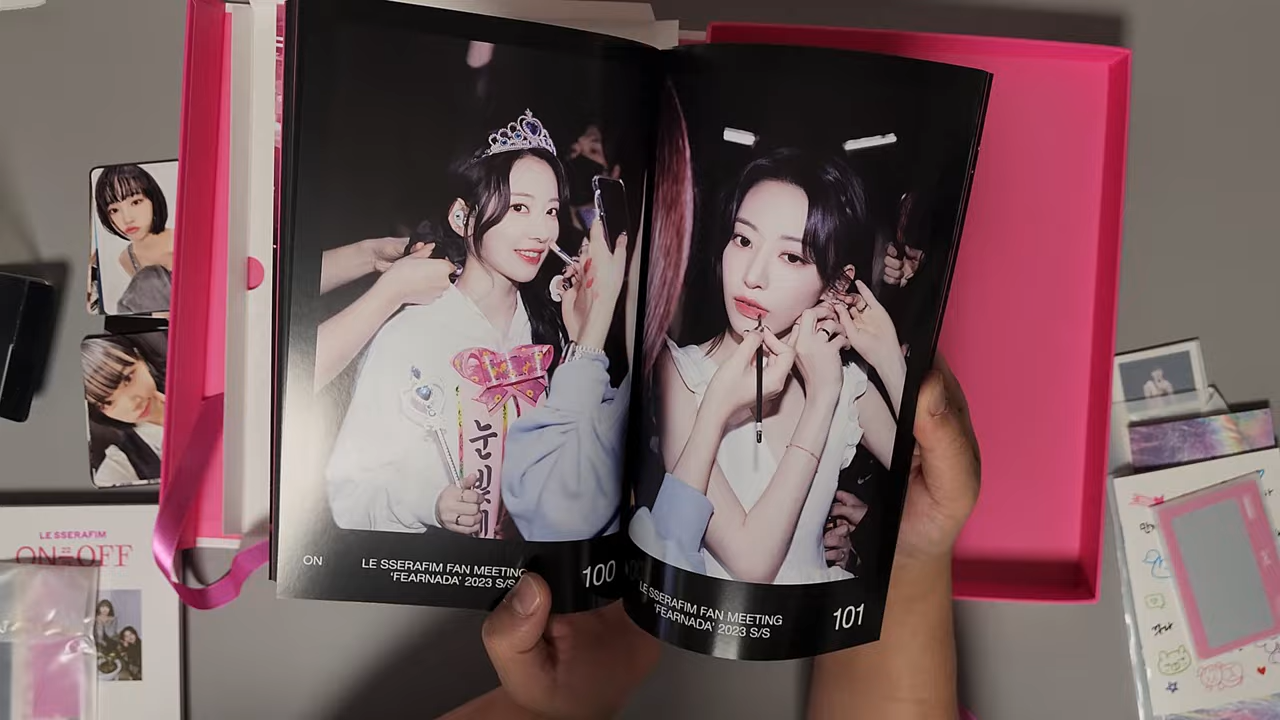 눈빛
ON
LE SSERAFIM FAN MEETING
'FEARNADA' 2023 S/S
100
LE SSERAFIM FAN MEETING
'FEARNADA' 2023 S/S
101
LE SSERAFIM
ON OFF